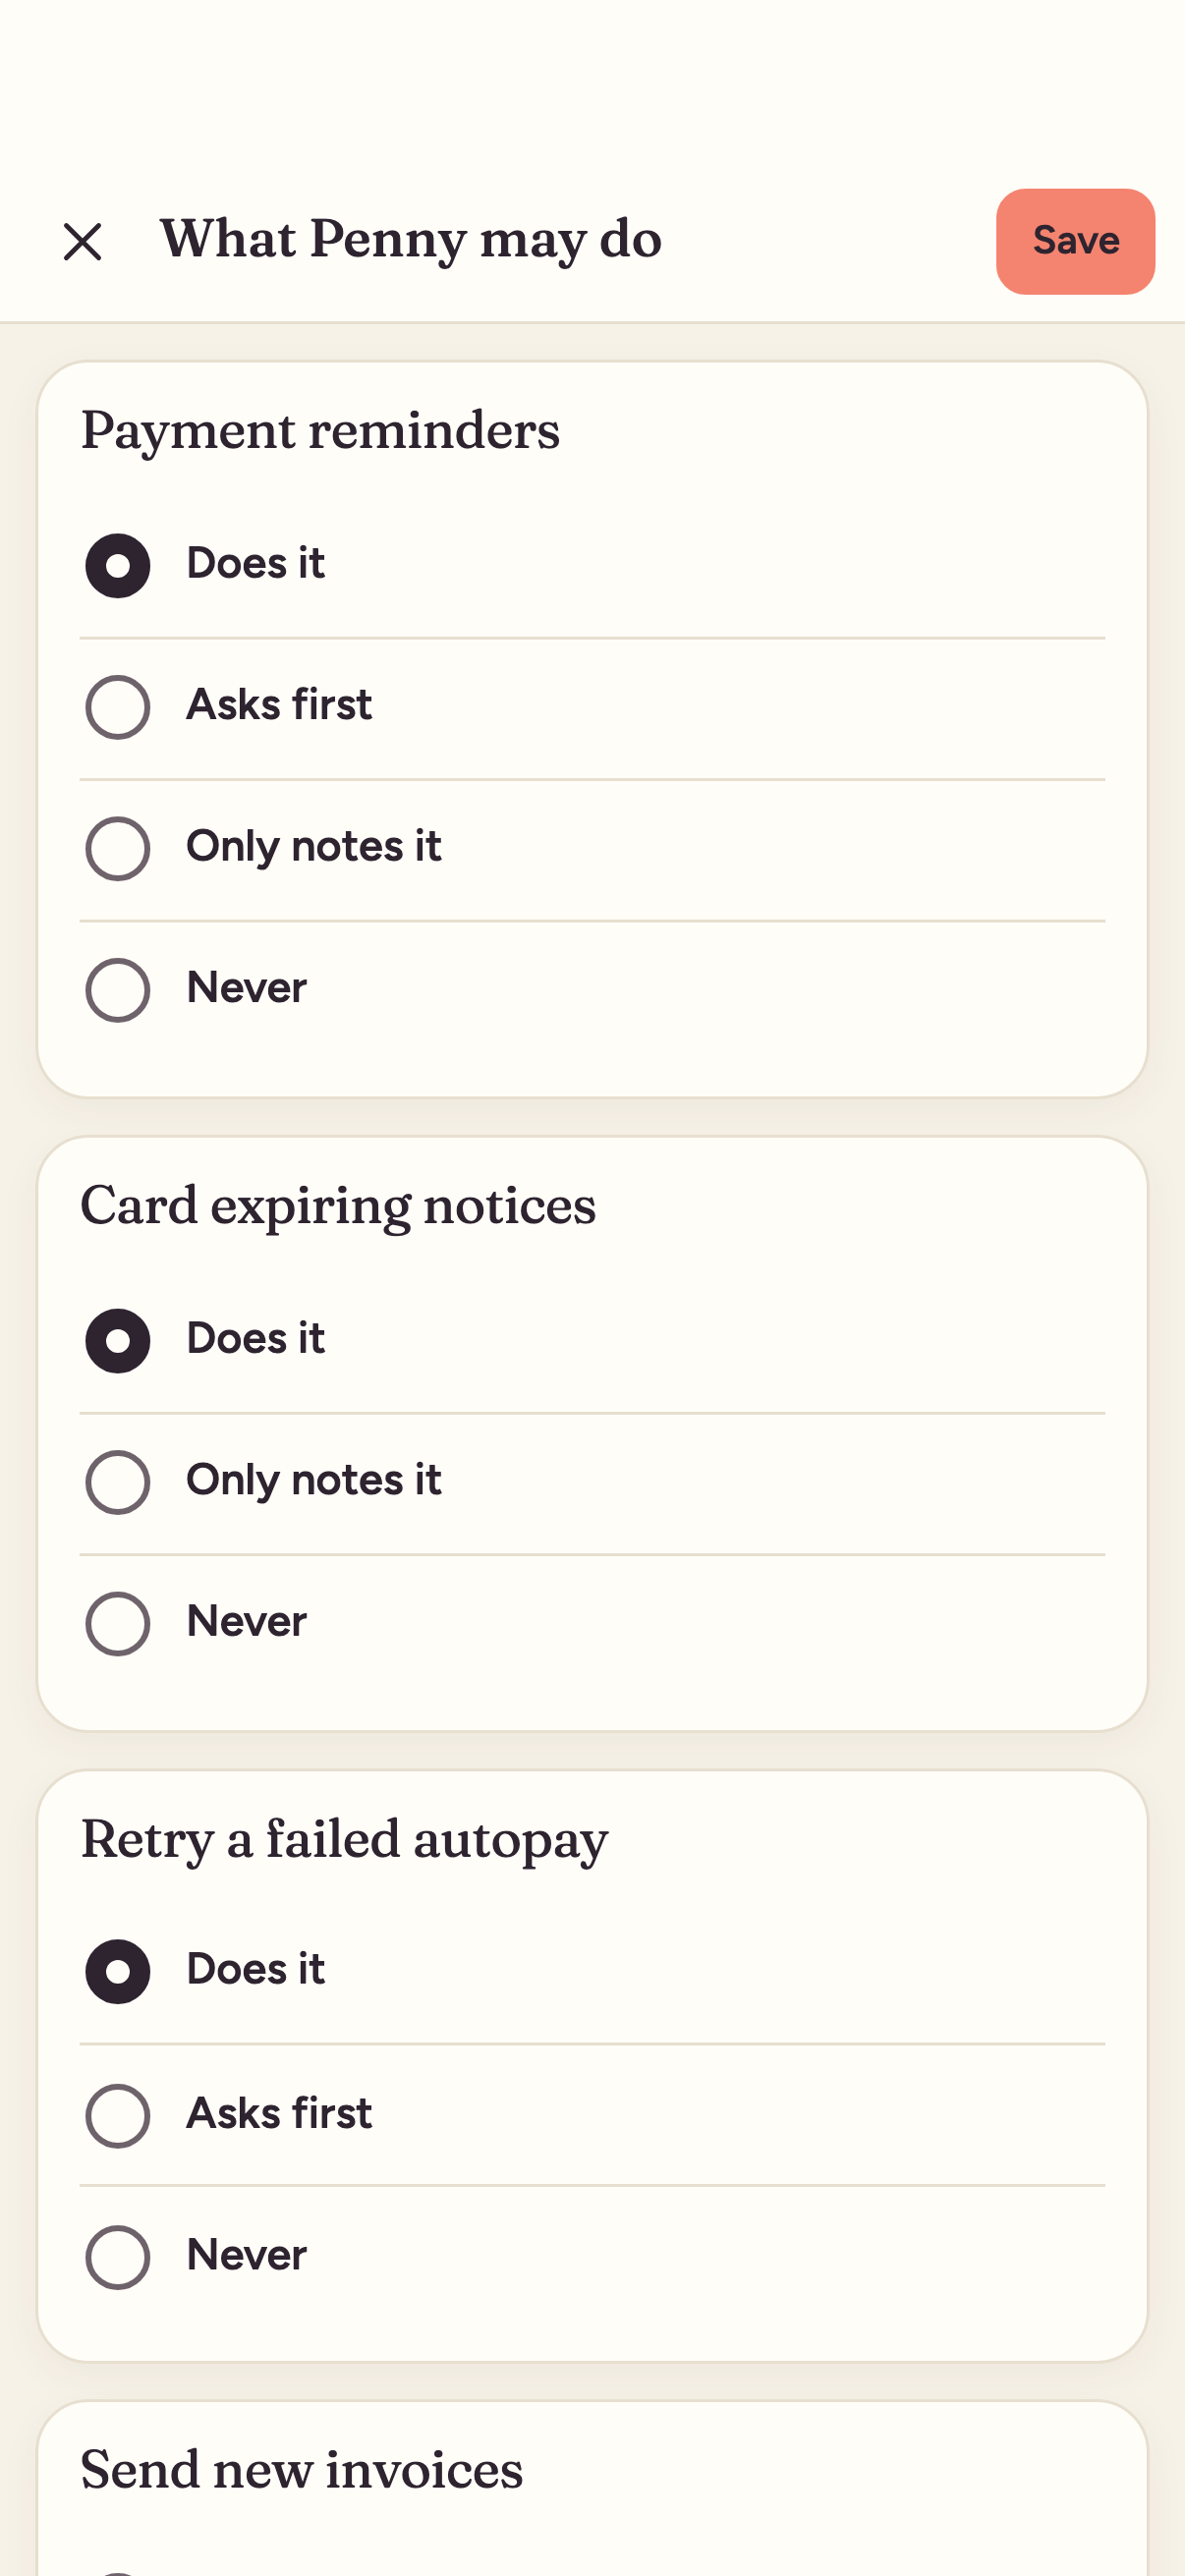 What Penny may do
Save
Payment reminders
Does it
Asks first
Only notes it
Never
Card expiring notices
Does it
Only notes it
Never
Retry a failed autopay
Does it
Asks first
Never
Send new invoices